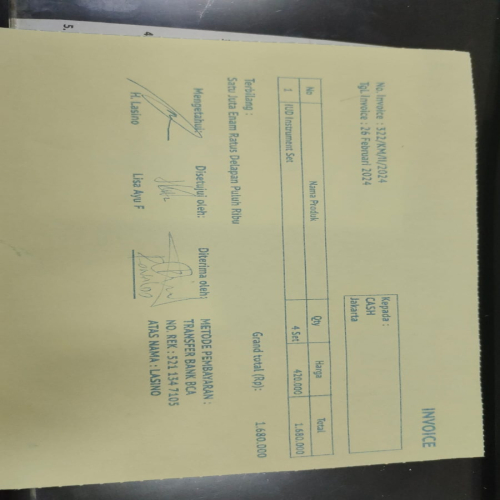 INVOICE
No. Invoice : 322/KM/II/2024
Tgl. Invoice : 26 Februari 2024
Kepada :
CASH
Jakarta
No Nama Produk Qty Harga Total
1 IUD Instrument Set 4 Set 420.000 1.680.000
Grand total (Rp): 1.680.000
Terbilang :
Satu Juta Enam Ratus Delapan Puluh Ribu
Mengetahui: Disetujui oleh: Diterima oleh:
H. Lasino Lisa Ayu F
METODE PEMBAYARAN :
TRANSFER BANK BCA
NO. REK : 521 134 7105
ATAS NAMA : LASINO
5.
4